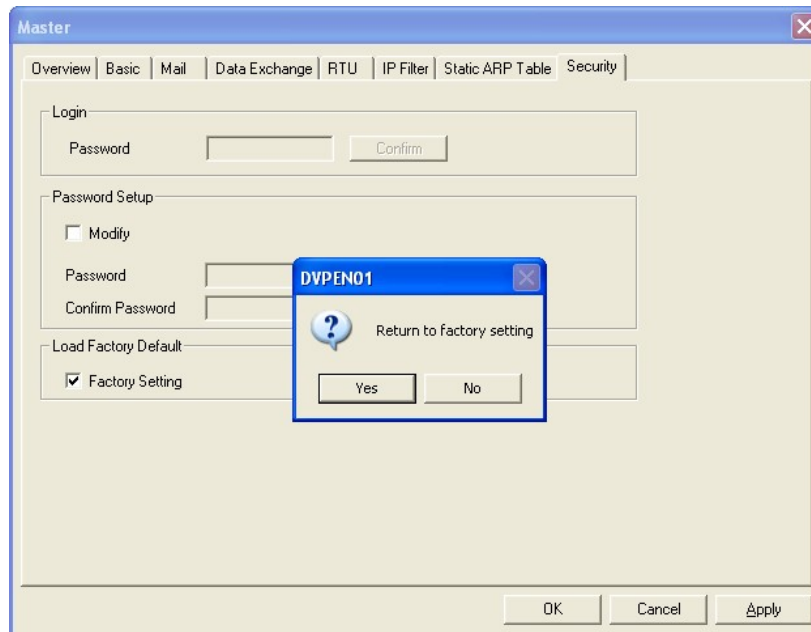 Master
Overview Basic Mail Data Exchange RTU IP Filter Static ARP Table Security
Login
Password Confirm
Password Setup
Modify
Password
Confirm Password
Load Factory Default
Factory Setting
DVPEN01
Return to factory setting
Yes No
OK Cancel Apply